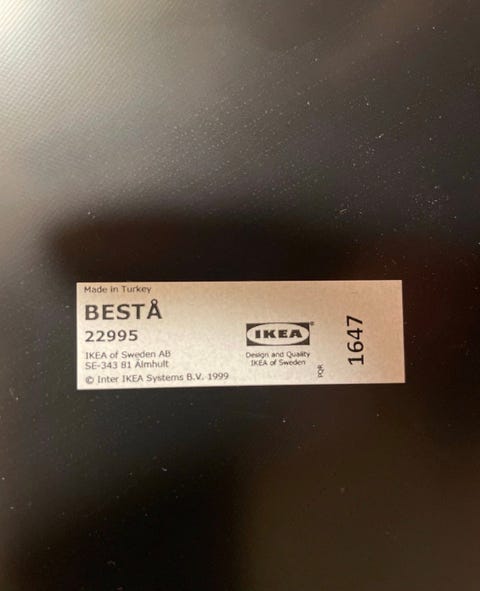 Made in Turkey
BESTÅ
22995
IKEA of Sweden AB
SE-343 81 Älmhult
© Inter IKEA Systems B.V. 1999
IKEA®
Design and Quality
IKEA of Sweden
PQR
1647